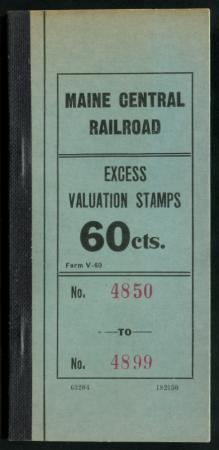 MAINE CENTRAL
RAILROAD
EXCESS
VALUATION STAMPS
60cts.
Form V-60
No. 4850
TO
No. 4899
63204 182150